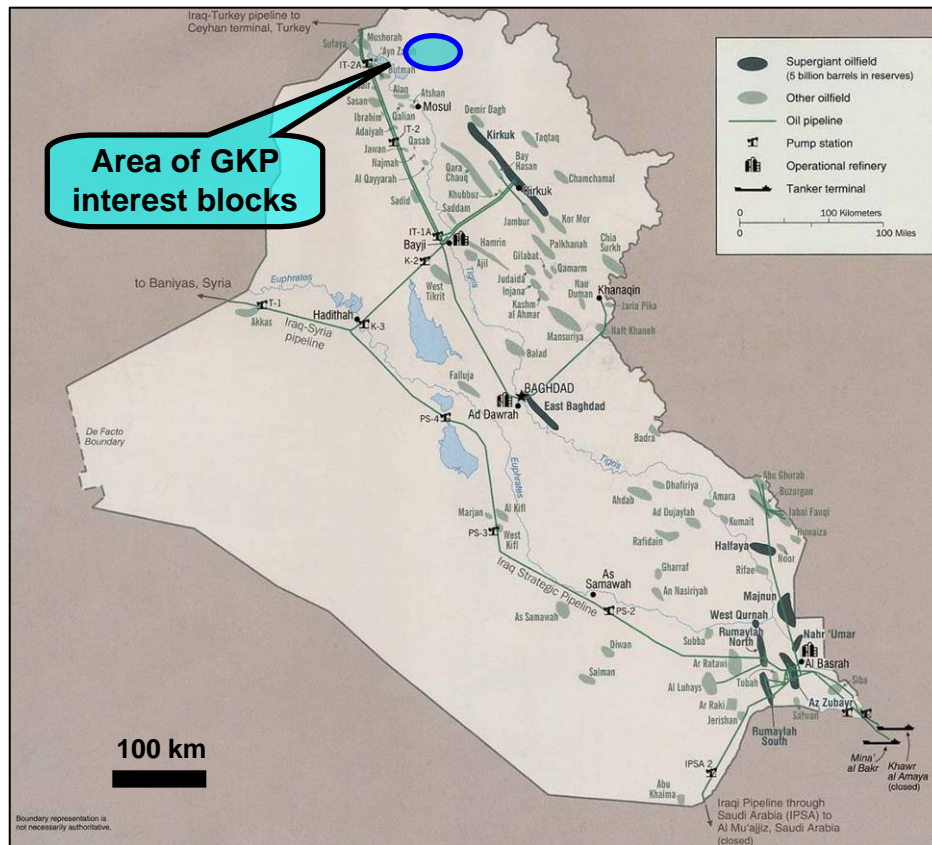 Iraq-Turkey pipeline to
Ceyhan terminal, Turkey
Mushorah
Sufaya
'Ayn Zalah
IT-2A
Butmah
Alan
Atshan
Sasan
Mosul
Ibrahim
Qalian
Adaiyah
IT-2
Jawan
Qasab
Najmah
Al Qayyarah
Sadid
Demir Dagh
Kirkuk
Taqtaq
Bay
Hasan
Qara
Chauq
Chamchamal
Khubbuz
Kirkuk
Saddam
Jambur
Kor Mor
IT-1A
Bayji
Hamrin
Palkhanah
Chia
Surkh
K-2
Ajil
Gilabat
Qamarm
Judaida
Nau
Duman
Injana
Khanaqin
Kashm
al Ahmar
Jaria Pika
West
Tikrit
Tigris
Mansuriya
Naft Khaneh
Area of GKP
interest blocks
to Baniyas, Syria
Euphrates
T-1
Akkas
Hadithah
K-3
Iraq-Syria
pipeline
Balad
Falluja
BAGHDAD
Ad Dawrah
East Baghdad
PS-4
De Facto
Boundary
Badra
Euphrates
Tigris
Abu Ghurab
Buzurgan
Dhafiriya
Ahdab
Amara
Jabal Fauqi
Ad Dujaylah
Kumait
Huwaiza
Marjan
Al Kifl
PS-3
West
Kifl
Rafidain
Halfaya
Noor
Iraq Strategic Pipeline
Gharraf
Rifae
As
Samawah
An Nasiriyah
Majnun
PS-2
As Samawah
West Qurnah
Subba
Rumaylah
North
Nahr 'Umar
Diwan
Ar Ratawi
Al Basrah
Salman
Tubah
Siba
Al Luhays
Az Zubayr
Ar Raki
Safwan
Jerishan
Rumaylah
South
Mina'
al Bakr
Khawr
al Amaya
(closed)
IPSA 2
Abu
Khaima
Iraqi Pipeline through
Saudi Arabia (IPSA) to
Al Mu'ajjiz, Saudi Arabia
(closed)
100 km
Boundary representation is
not necessarily authoritative.
Supergiant oilfield
(5 billion barrels in reserves)
Other oilfield
Oil pipeline
Pump station
Operational refinery
Tanker terminal
0 100 Kilometers
0 100 Miles